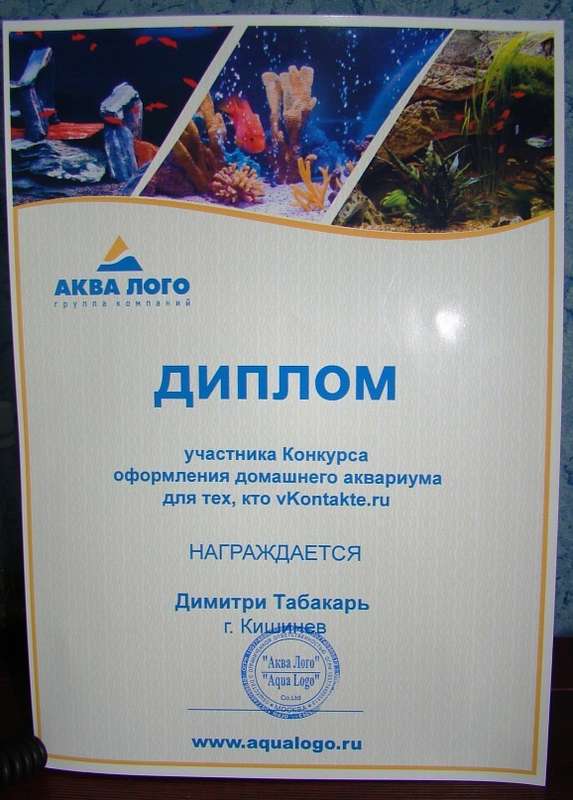 АКВА ЛОГО
группа компаний
ДИПЛОМ
участника Конкурса
оформления домашнего аквариума
для тех, кто vKontakte.ru
НАГРАЖДАЕТСЯ
Димитри Табакарь
г. Кишинев
"Аква Лого"
"Aqua Logo"
Co.Ltd
МОСКВА
www.aqualogo.ru